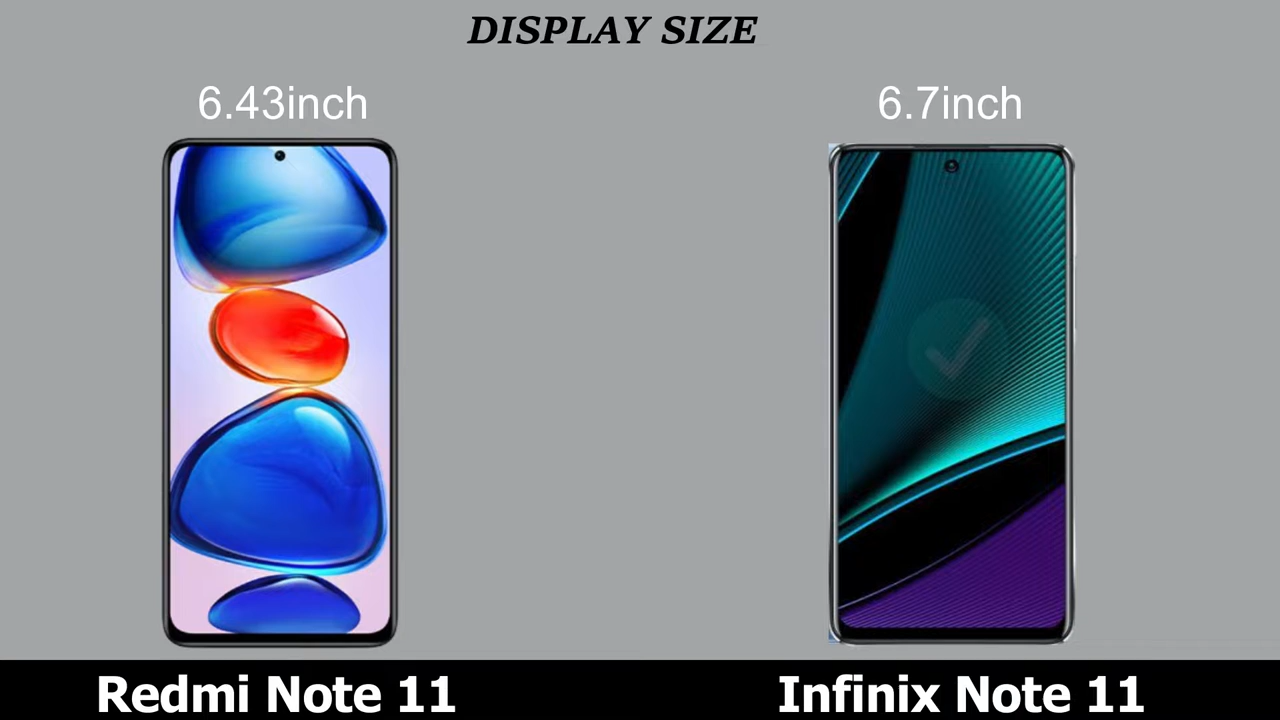 DISPLAY SIZE
6.43inch
6.7inch
Redmi Note 11
Infinix Note 11